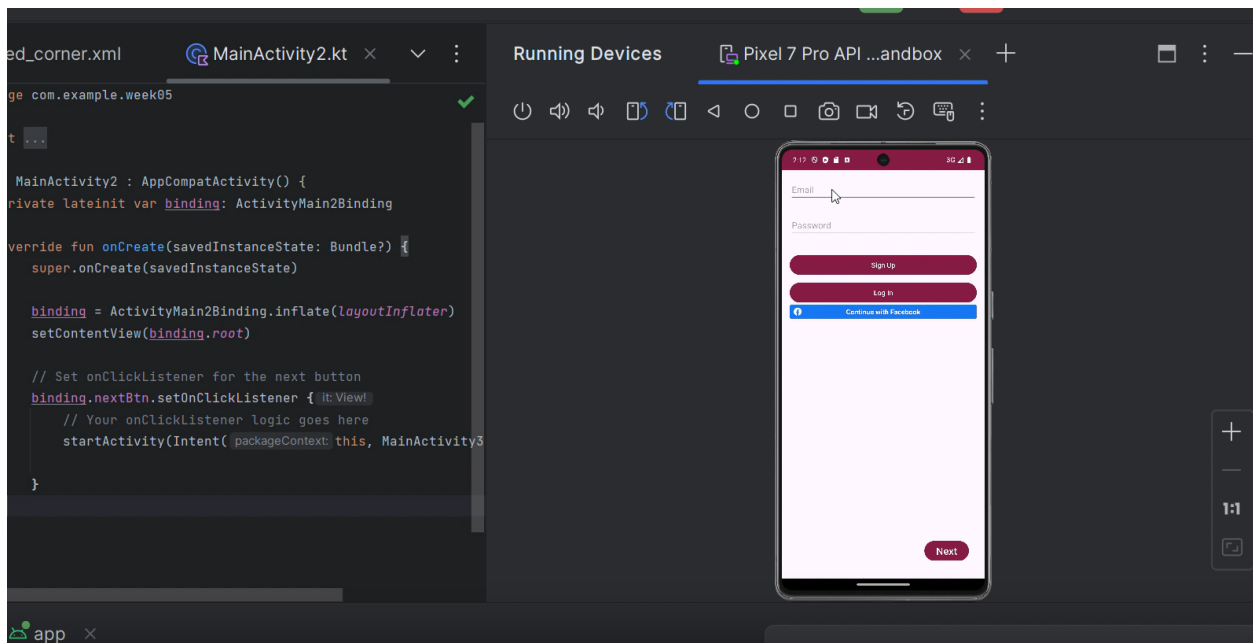 ed_corner.xml
MainActivity2.kt
ge com.example.week05
t ...
MainActivity2 : AppCompatActivity() {
rivate lateinit var binding: ActivityMain2Binding
verride fun onCreate(savedInstanceState: Bundle?) {
super.onCreate(savedInstanceState)
binding = ActivityMain2Binding.inflate(layoutInflater)
setContentView(binding.root)
// Set onClickListener for the next button
binding.nextBtn.setOnClickListener { it: View!
// Your onClickListener logic goes here
startActivity(Intent( packageContext: this, MainActivity3
}
app
Running Devices
Pixel 7 Pro API ...andbox
2:12
3G
Email
Password
Sign Up
Log In
Continue with Facebook
Next
1:1